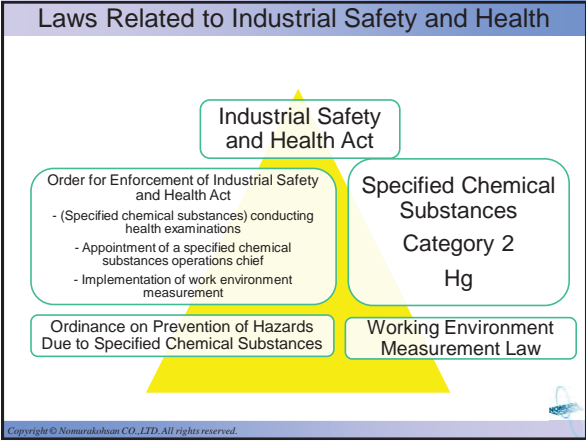 Laws Related to Industrial Safety and Health
Industrial Safety
and Health Act
Order for Enforcement of Industrial Safety
and Health Act
- (Specified chemical substances) conducting
health examinations
- Appointment of a specified chemical
substances operations chief
- Implementation of work environment
measurement
Specified Chemical
Substances
Category 2
Hg
Ordinance on Prevention of Hazards
Due to Specified Chemical Substances
Working Environment
Measurement Law
Copyright © Nomurakohsan CO.,LTD. All rights reserved.